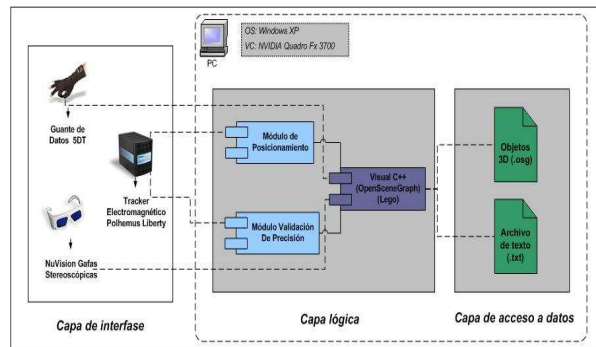 OS: Windows XP
VC: NVIDIA Quadro Fx 3700
PC
Guante de
Datos 5DT
Tracker
Electromagnético
Polhemus Liberty
NuVision Gafas
Stereoscópicas
Capa de interfase
Módulo de
Posicionamiento
Módulo Validación
De Precisión
Visual C++
(OpenSceneGraph)
(Lego)
Capa lógica
Objetos
3D (.osg)
Archivo
de texto
(.txt)
Capa de acceso a datos